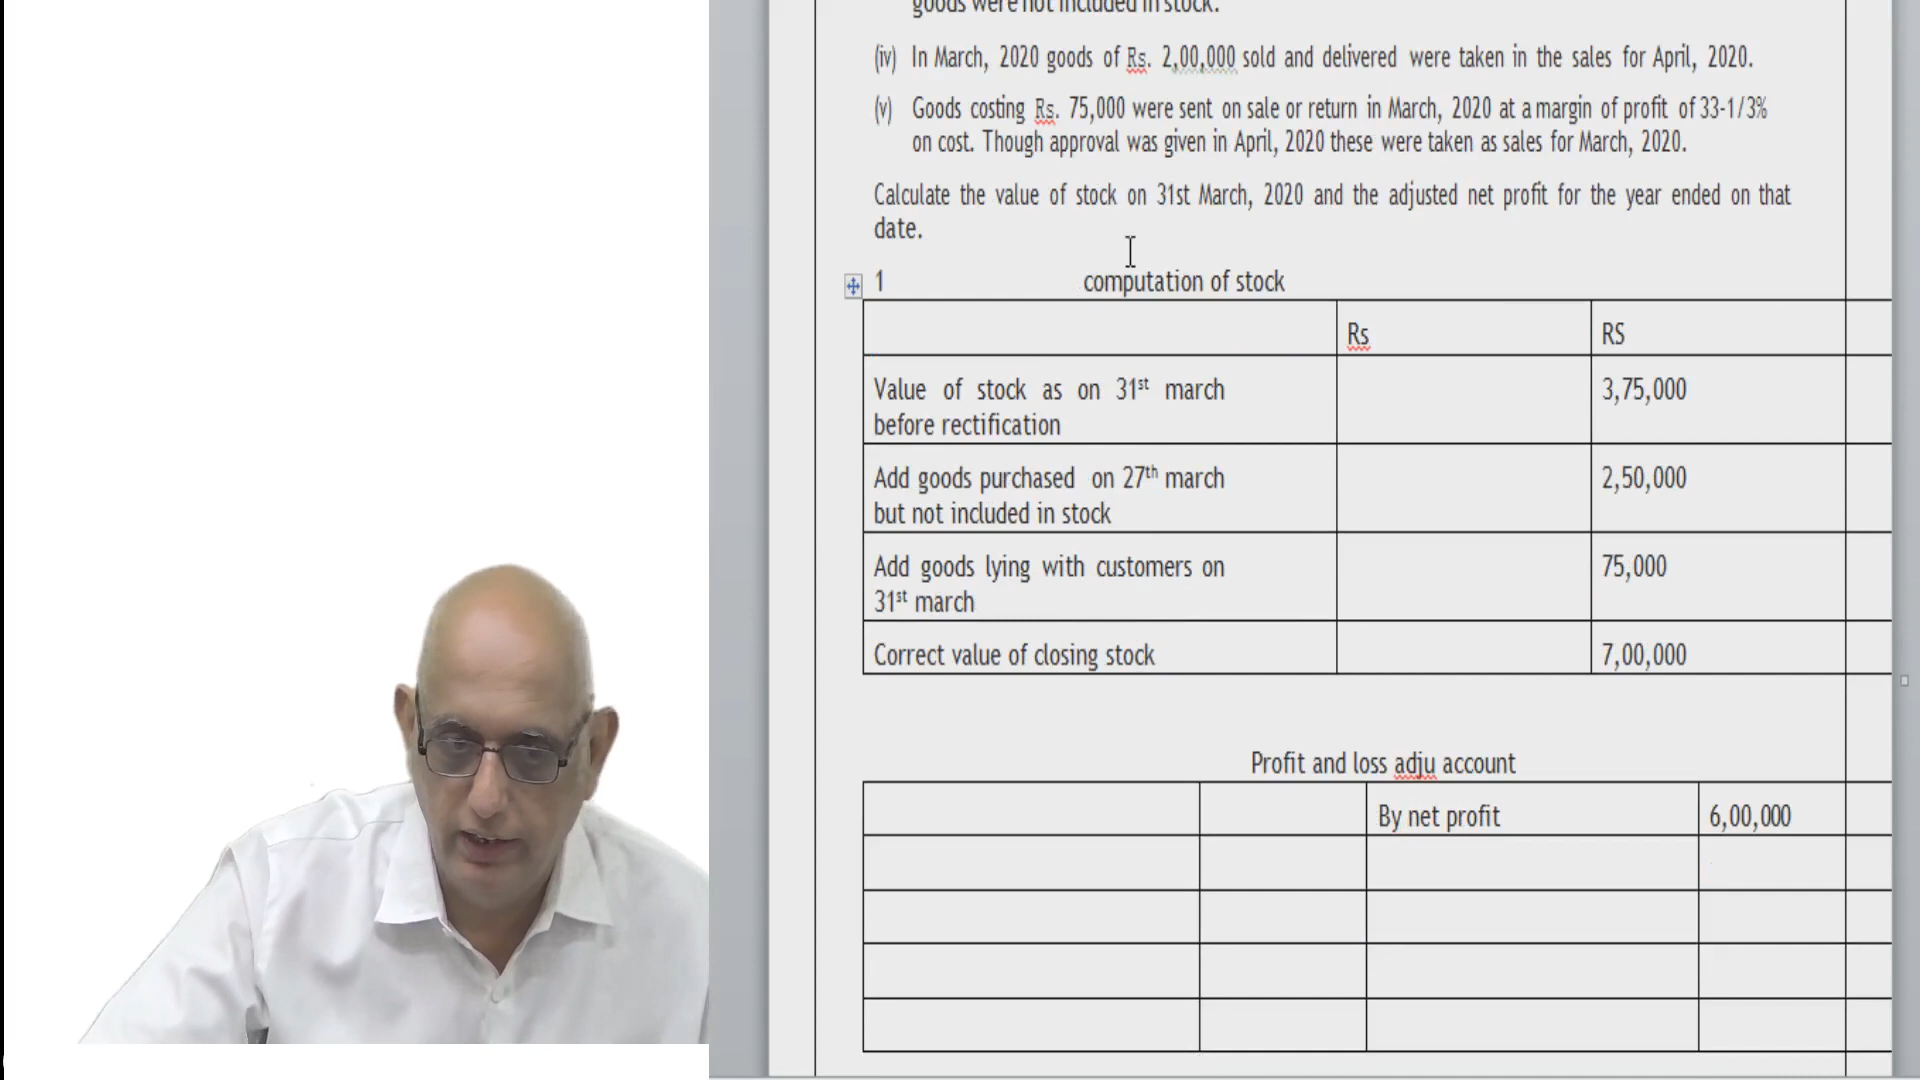 goods were not included in stock.
(iv) In March, 2020 goods of Rs. 2,00,000 sold and delivered were taken in the sales for April, 2020.
(v) Goods costing Rs. 75,000 were sent on sale or return in March, 2020 at a margin of profit of 33-1/3%
on cost. Though approval was given in April, 2020 these were taken as sales for March, 2020.
Calculate the value of stock on 31st March, 2020 and the adjusted net profit for the year ended on that
date.
1 computation of stock
Rs RS
Value of stock as on 31st march 3,75,000
before rectification
Add goods purchased on 27th march 2,50,000
but not included in stock
Add goods lying with customers on 75,000
31st march
Correct value of closing stock 7,00,000
Profit and loss adju account
By net profit 6,00,000